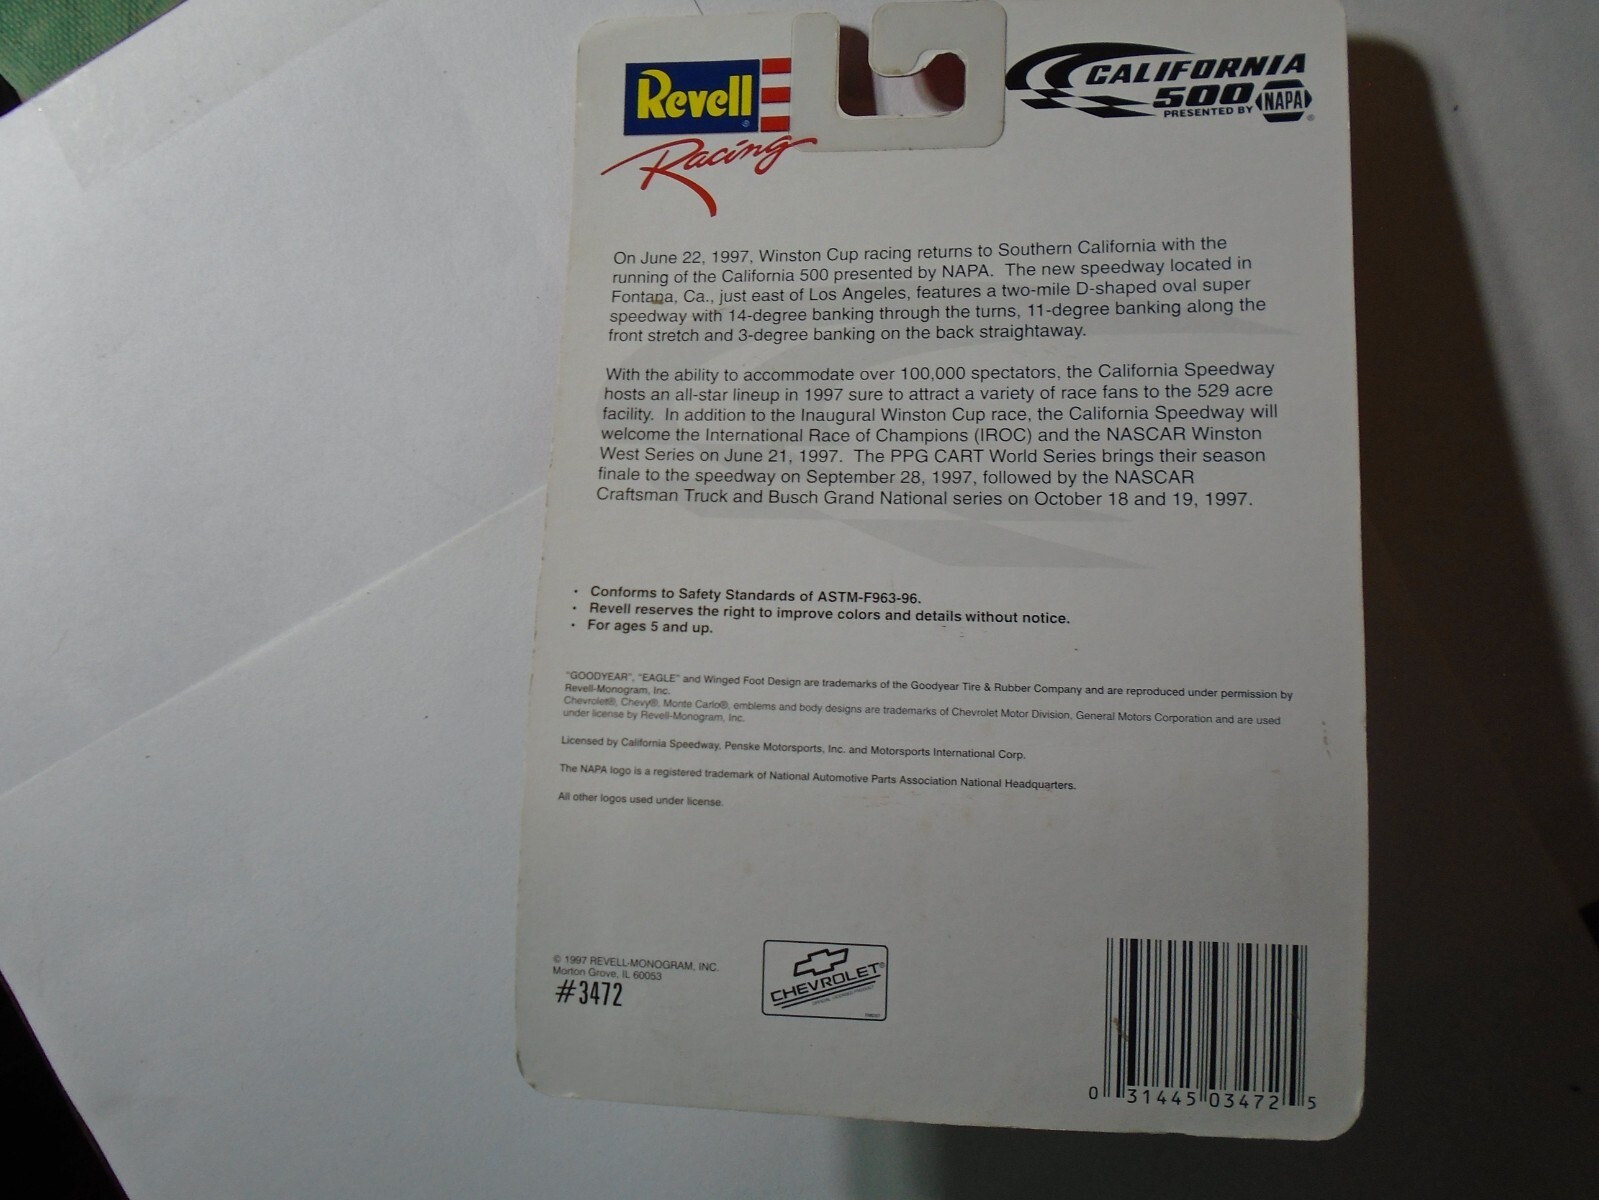 Revell ®
Racing
CALIFORNIA
500
PRESENTED BY NAPA ®
On June 22, 1997, Winston Cup racing returns to Southern California with the
running of the California 500 presented by NAPA. The new speedway located in
Fontana, Ca., just east of Los Angeles, features a two-mile D-shaped oval super
speedway with 14-degree banking through the turns, 11-degree banking along the
front stretch and 3-degree banking on the back straightaway.
With the ability to accommodate over 100,000 spectators, the California Speedway
hosts an all-star lineup in 1997 sure to attract a variety of race fans to the 529 acre
facility. In addition to the Inaugural Winston Cup race, the California Speedway will
welcome the International Race of Champions (IROC) and the NASCAR Winston
West Series on June 21, 1997. The PPG CART World Series brings their season
finale to the speedway on September 28, 1997, followed by the NASCAR
Craftsman Truck and Busch Grand National series on October 18 and 19, 1997.
• Conforms to Safety Standards of ASTM-F963-96.
• Revell reserves the right to improve colors and details without notice.
• For ages 5 and up.
"GOODYEAR", "EAGLE" and Winged Foot Design are trademarks of the Goodyear Tire & Rubber Company and are reproduced under permission by
Revell-Monogram, Inc.
Chevrolet®, Chevy®, Monte Carlo®, emblems and body designs are trademarks of Chevrolet Motor Division, General Motors Corporation and are used
under license by Revell-Monogram, Inc.
Licensed by California Speedway, Penske Motorsports, Inc. and Motorsports International Corp.
The NAPA logo is a registered trademark of National Automotive Parts Association National Headquarters.
All other logos used under license.
© 1997 REVELL-MONOGRAM, INC.
Morton Grove, IL 60053
#3472
CHEVROLET®
0 31445 03472 5